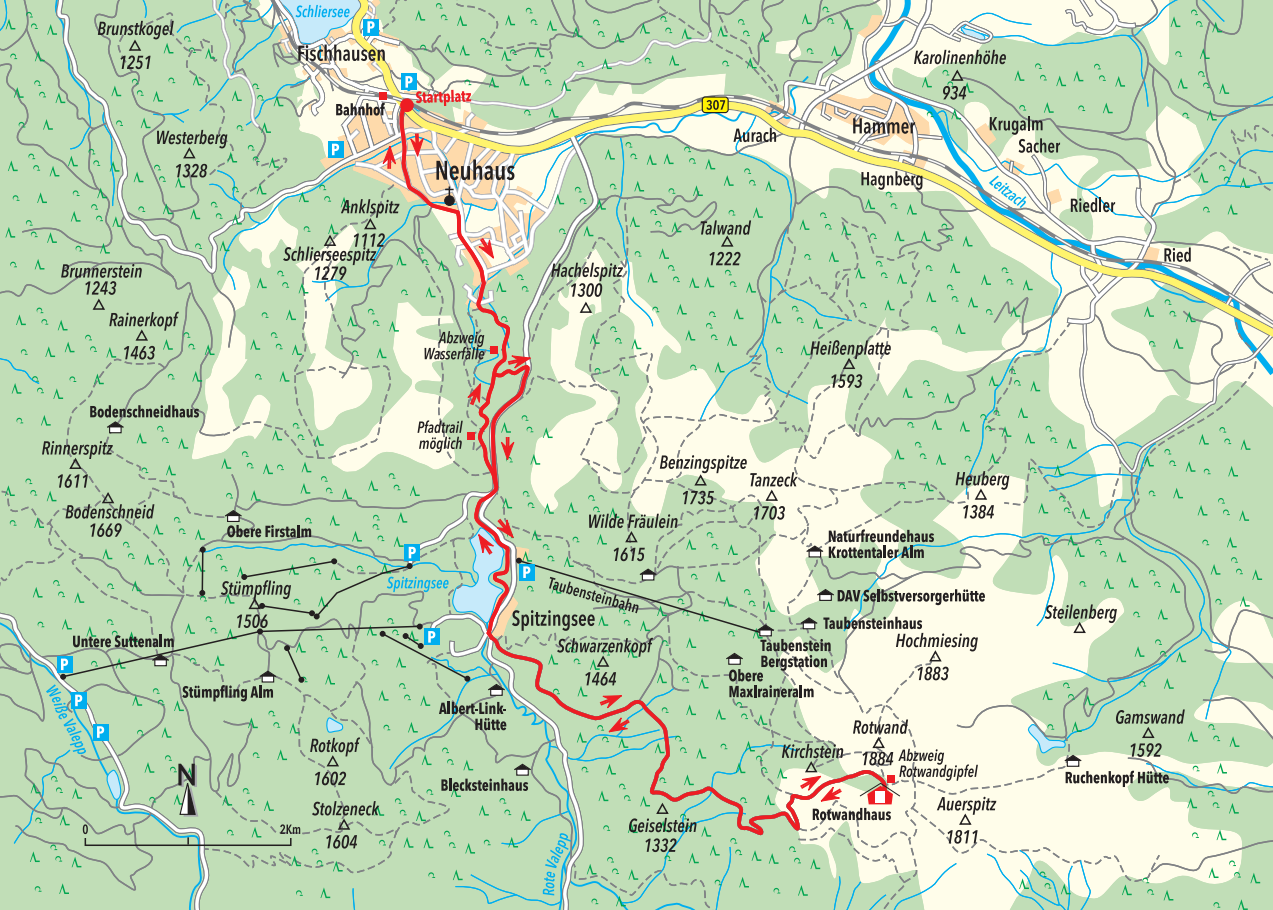 Schliersee
Brunstkogel
1251
Fischhausen
P
P
Bahnhof
Startplatz
P
307
Aurach
Hammer
Karolinenhöhe
934
Krugalm
Sacher
Hagnberg
Leitzach
Riedler
Ried
Westerberg
1328
Neuhaus
Anklspitz
1112
Schlierseespitz
1279
Talwand
1222
Hachelspitz
1300
Brunnerstein
1243
Rainerkopf
1463
Abzweig
Wasserfälle
Heißenplatte
1593
Bodenschneidhaus
Pfadtrail
möglich
Rinnerspitz
1611
Bodenschneid
1669
Benzingspitze
1735
Tanzeck
1703
Heuberg
1384
Obere Firstalm
Wilde Fräulein
1615
Naturfreundehaus
Krottentaler Alm
P
Spitzingsee
P
Taubensteinbahn
DAV Selbstversorgerhütte
Stümpfling
1506
Steilenberg
Spitzingsee
Taubensteinhaus
P
Untere Suttenalm
P
Schwarzenkopf
1464
Taubenstein
Bergstation
Hochmiesing
1883
Obere
Maxlraineralm
Stümpfling Alm
P
Weiße Valepp
P
Albert-Link-
Hütte
Gamswand
1592
Rotwand
1884
Rotkopf
1602
Kirchstein
Abzweig
Rotwandgipfel
Ruchenkopf Hütte
Blecksteinhaus
N
0
2Km
Stolzeneck
1604
Geiselstein
1332
Rotwandhaus
Auerspitz
1811
Rote Valepp